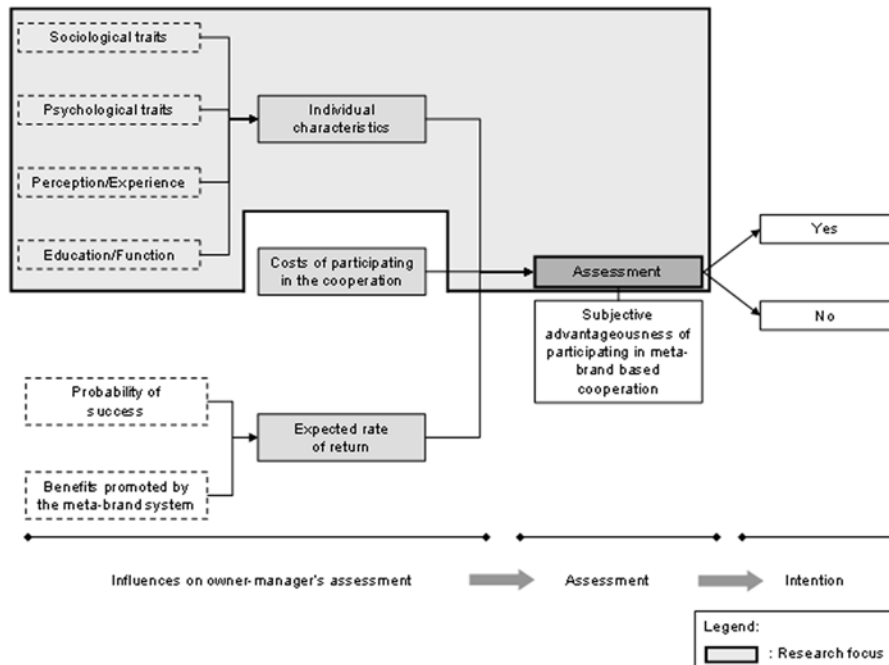 Sociological traits
Psychological traits
Individual
characteristics
Perception/Experience
Education/Function
Costs of participating
in the cooperation
Assessment
Yes
No
Subjective
advantageousness of
participating in meta-
brand based
cooperation
Probability of
success
Expected rate
of return
Benefits promoted by
the meta-brand system
Influences on owner-manager's assessment
Assessment
Intention
Legend:
: Research focus